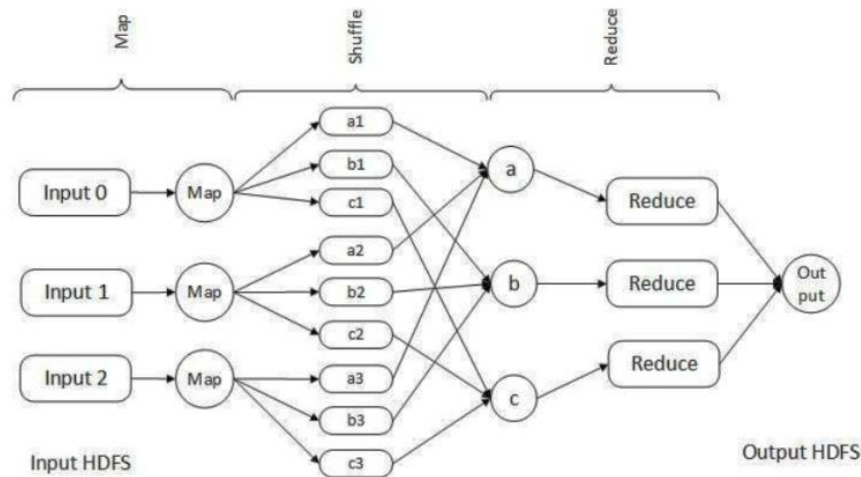 Map
Shuffle
Reduce
Input 0
Map
a1
b1
c1
a
Reduce
Input 1
Map
a2
b2
c2
b
Reduce
Out
put
Input 2
Map
a3
b3
c3
c
Reduce
Input HDFS
Output HDFS